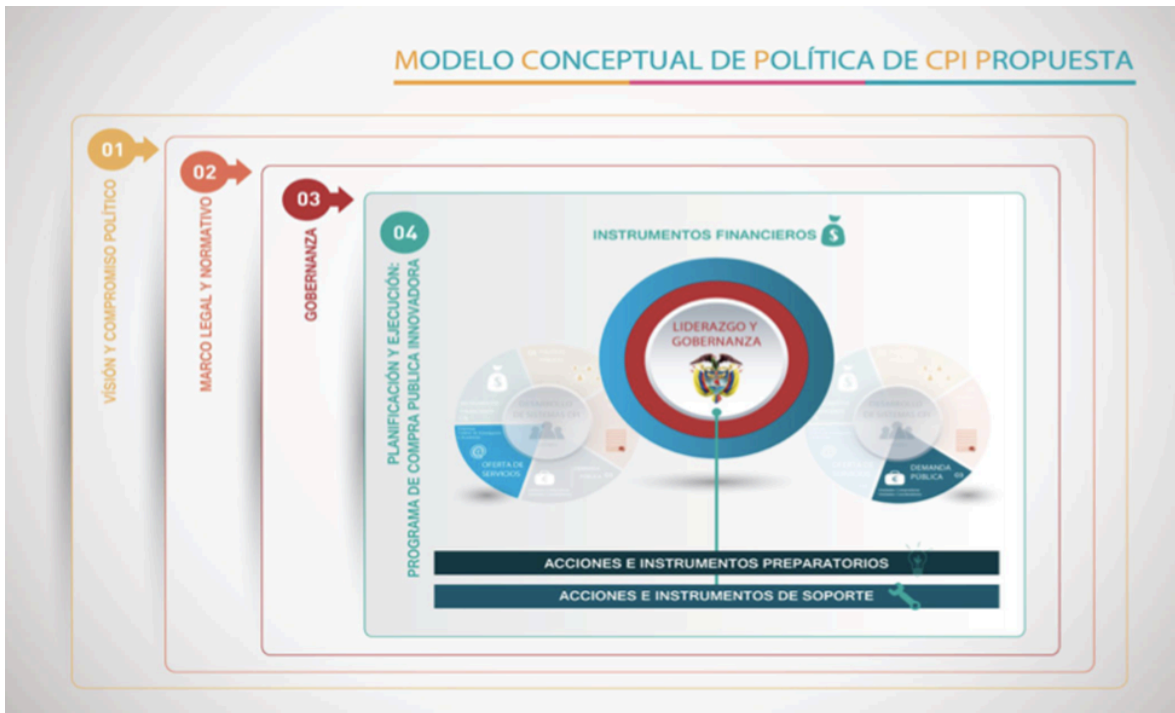 MODELO CONCEPTUAL DE POLÍTICA DE CPI PROPUESTA
01
VISIÓN Y COMPROMISO POLÍTICO
02
MARCO LEGAL Y NORMATIVO
03
GOBERNANZA
04
PLANIFICACIÓN Y EJECUCIÓN:
PROGRAMA DE COMPRA PUBLICA INNOVADORA
INSTRUMENTOS FINANCIEROS
$
LIDERAZGO Y
GOBERNANZA
OFERTA DE
SERVICIOS
DEMANDA
PÚBLICA
ACCIONES E INSTRUMENTOS PREPARATORIOS
ACCIONES E INSTRUMENTOS DE SOPORTE